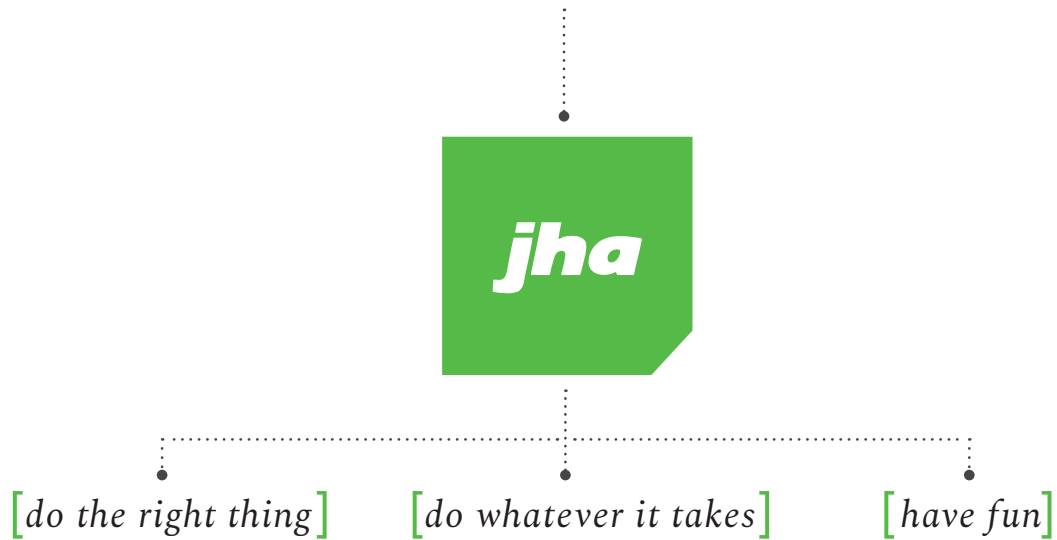 jha
[do the right thing] [do whatever it takes] [have fun]